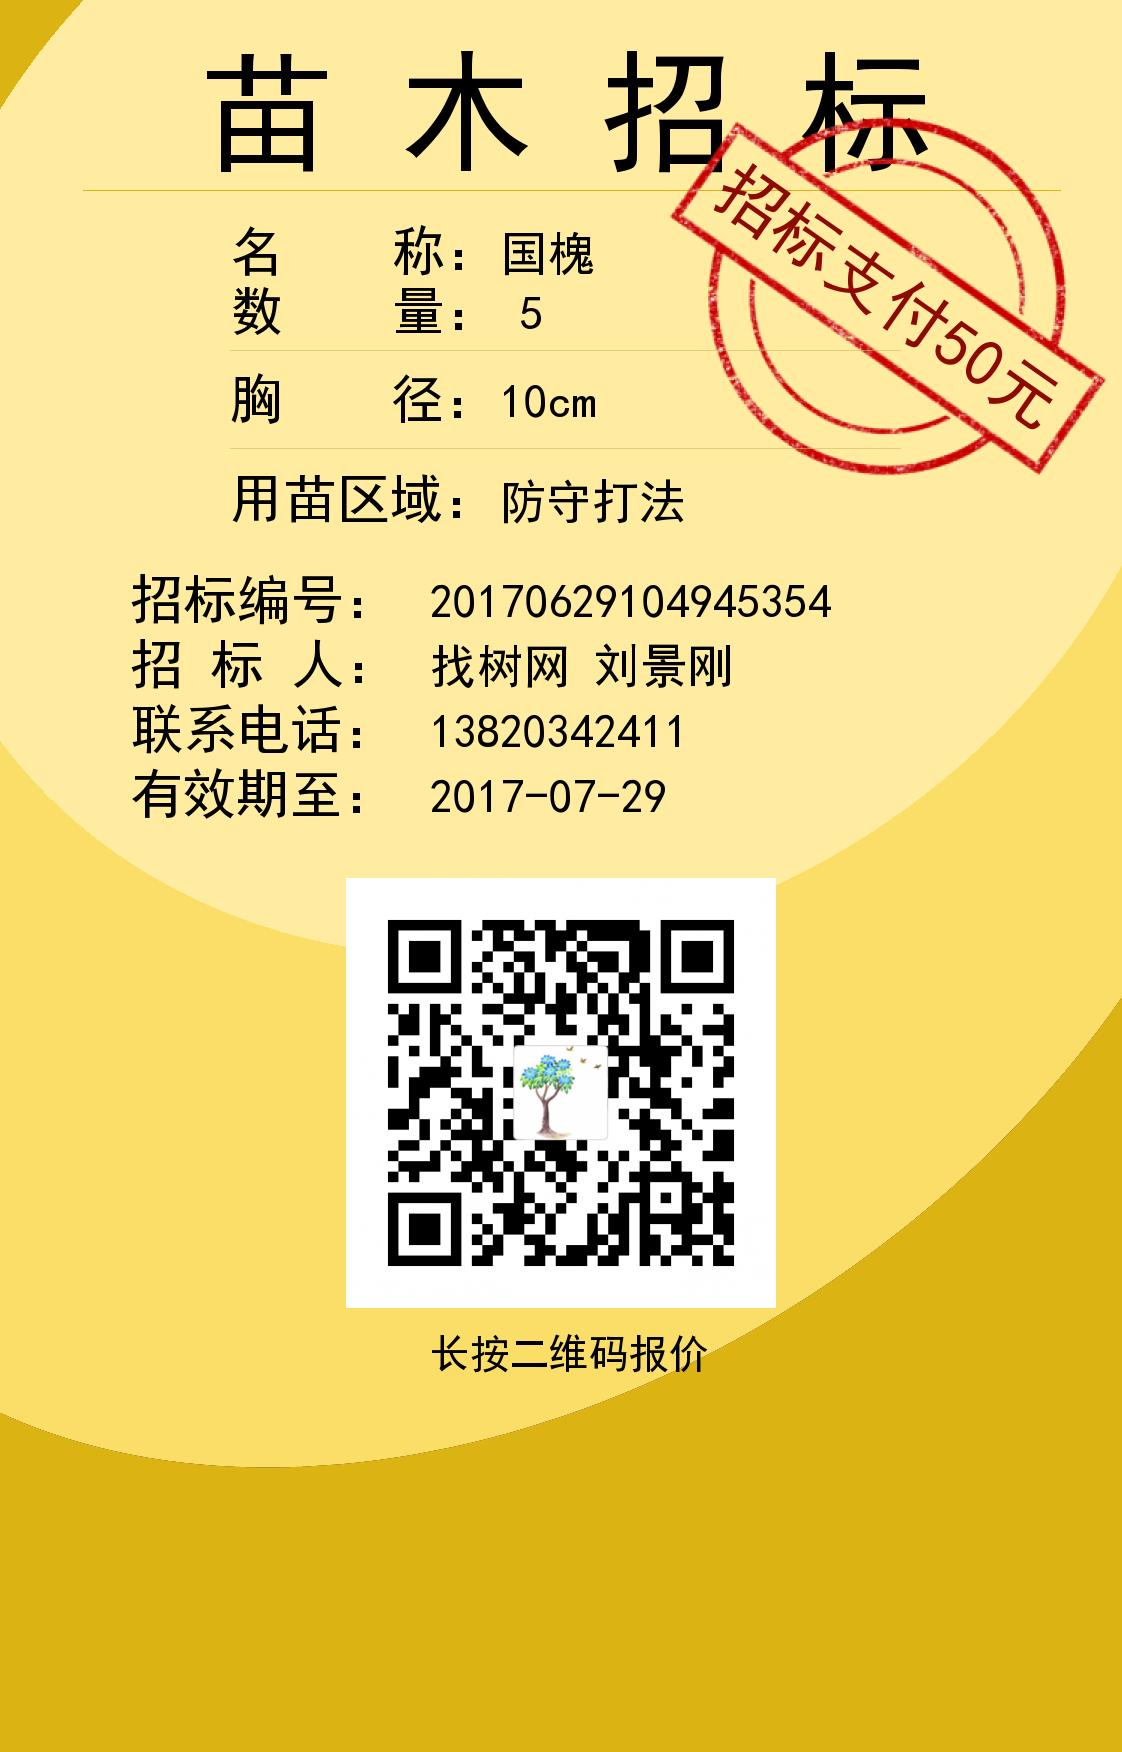 苗木招标
招标支付50元
名 称：国槐
数 量：5
胸 径：10cm
用苗区域：防守打法
招标编号：20170629104945354
招 标 人：找树网 刘景刚
联系电话：13820342411
有效期至：2017-07-29
长按二维码报价